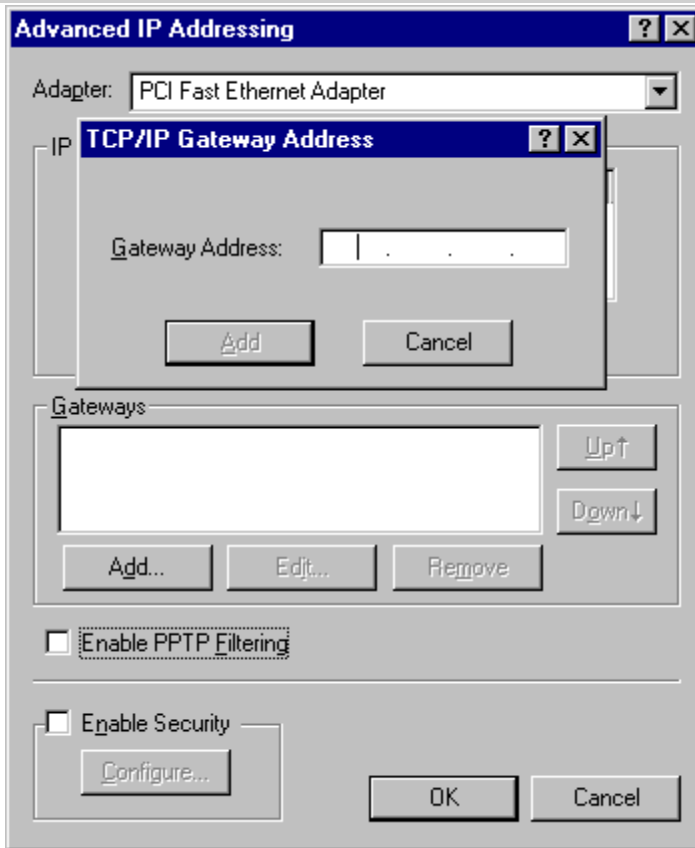 Advanced IP Addressing
Adapter: PCI Fast Ethernet Adapter
IP
TCP/IP Gateway Address
Gateway Address: . . .
Add Cancel
Gateways
Up↑
Down↓
Add... Edit... Remove
Enable PPTP Filtering
Enable Security
Configure...
OK Cancel